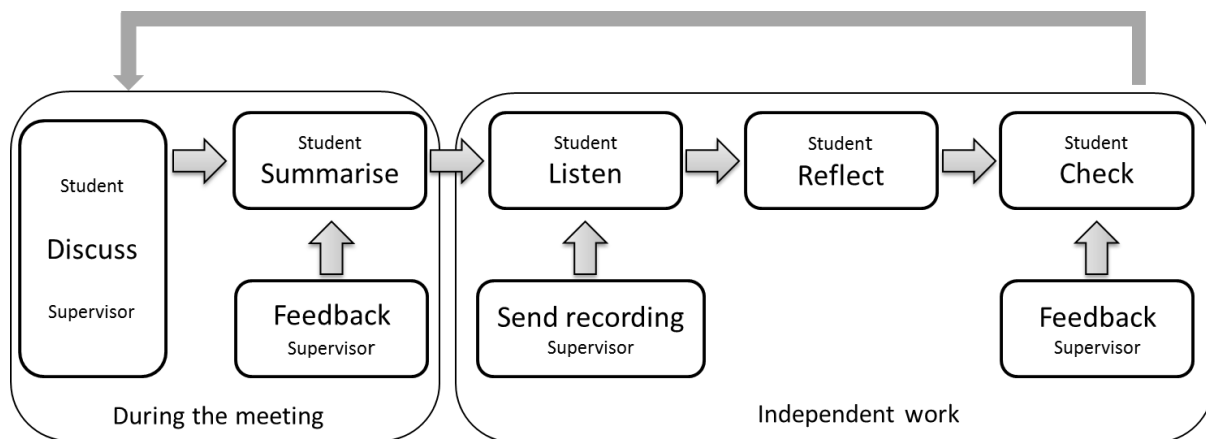 Student
Discuss
Supervisor
Student
Summarise
Feedback
Supervisor
During the meeting
Student
Listen
Send recording
Supervisor
Student
Reflect
Student
Check
Feedback
Supervisor
Independent work